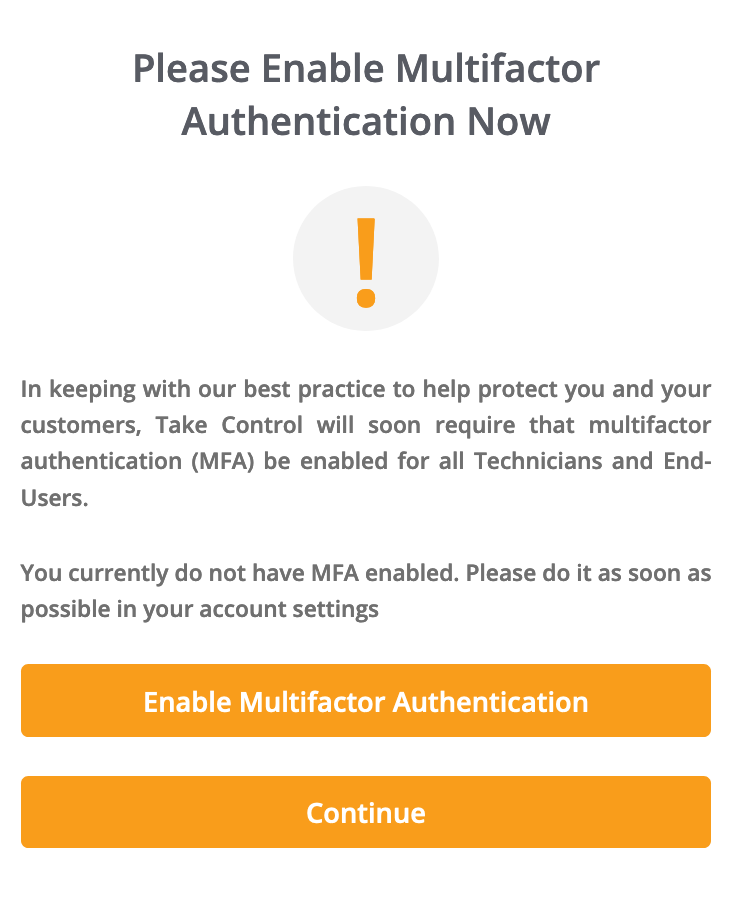 Please Enable Multifactor
Authentication Now
!
In keeping with our best practice to help protect you and your
customers, Take Control will soon require that multifactor
authentication (MFA) be enabled for all Technicians and End-
Users.
You currently do not have MFA enabled. Please do it as soon as
possible in your account settings
Enable Multifactor Authentication
Continue